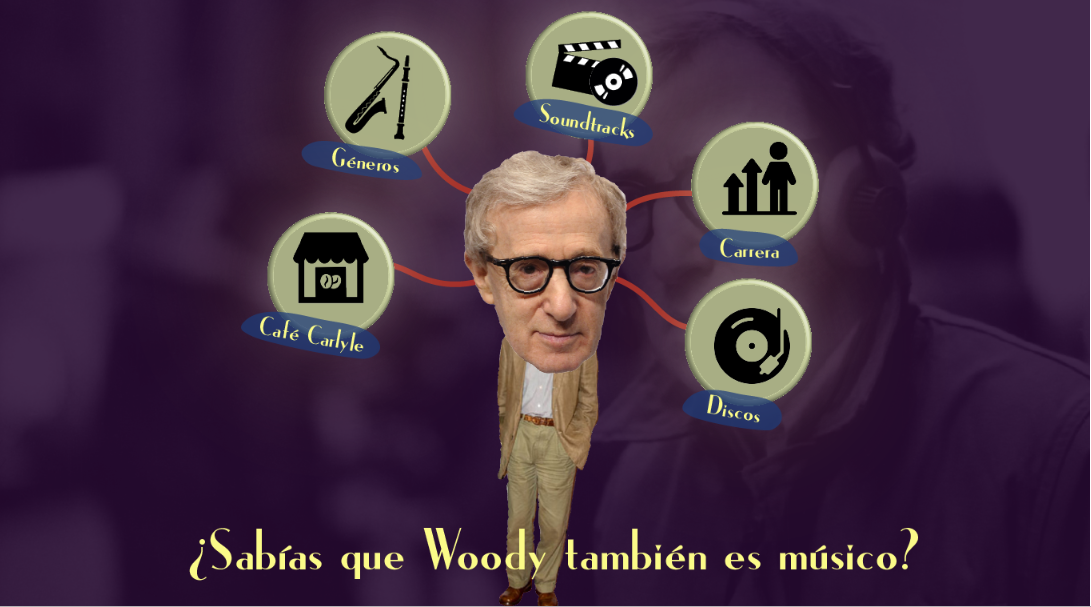 Soundtracks
Géneros
Carrera
Café Carlyle
Discos
¿Sabías que Woody también es músico?